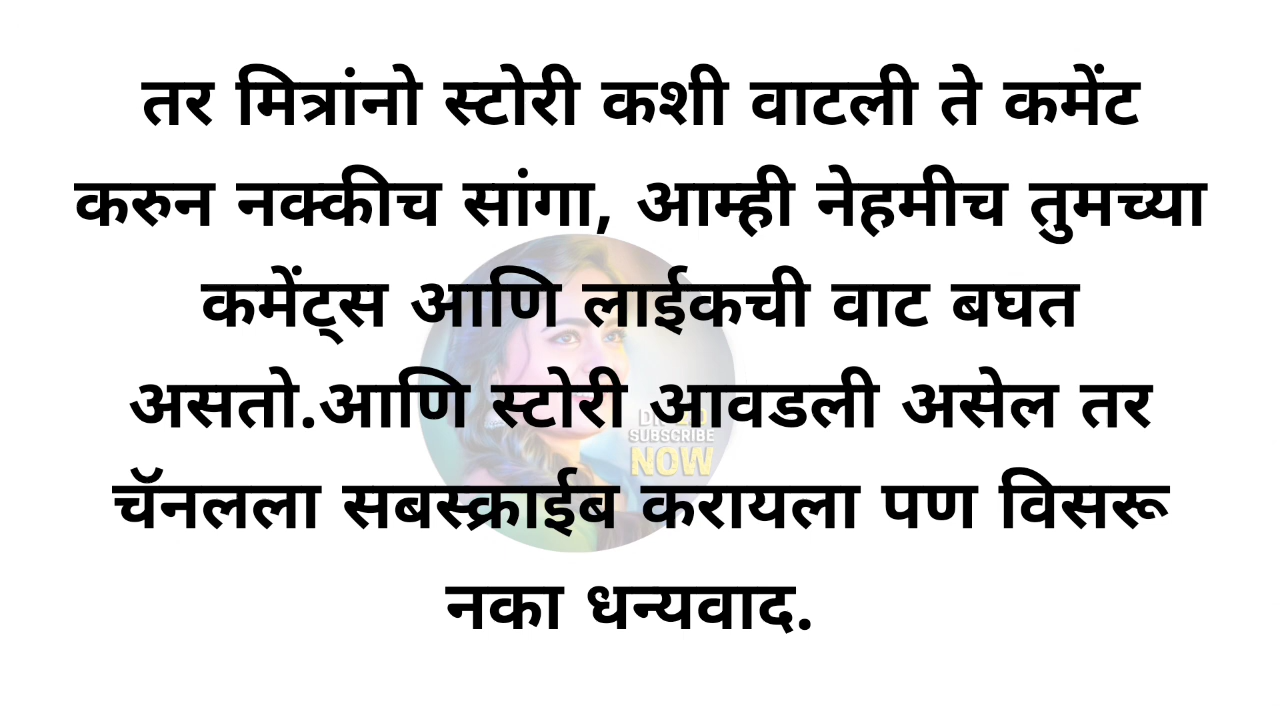 तर मित्रांनो स्टोरी कशी वाटली ते कमेंट
करुन नक्कीच सांगा, आम्ही नेहमीच तुमच्या
कमेंट्स आणि लाईकची वाट बघत
असतो.आणि स्टोरी आवडली असेल तर
SUBSCRIBE
NOW
चॅनलला सबस्क्राईब करायला पण विसरू
नका धन्यवाद.